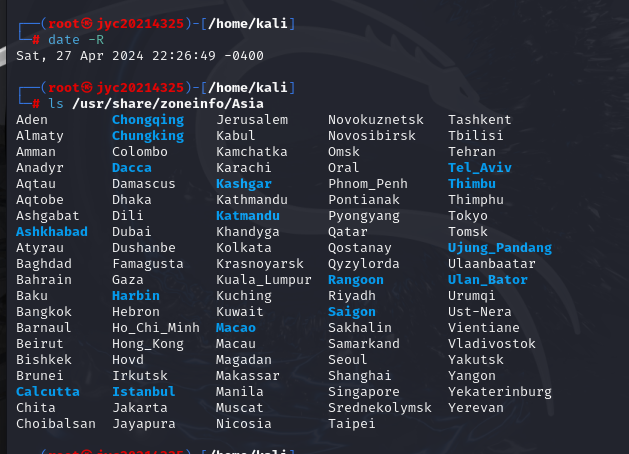 ┌──(root㉿jyc20214325)-[/home/kali]
└─# date -R
Sat, 27 Apr 2024 22:26:49 -0400
┌──(root㉿jyc20214325)-[/home/kali]
└─# ls /usr/share/zoneinfo/Asia
Aden Chongqing Jerusalem Novokuznetsk Tashkent
Almaty Chungking Kabul Novosibirsk Tbilisi
Amman Colombo Kamchatka Omsk Tehran
Anadyr Dacca Karachi Oral Tel_Aviv
Aqtau Damascus Kashgar Phnom_Penh Thimbu
Aqtobe Dhaka Kathmandu Pontianak Thimphu
Ashgabat Dili Katmandu Pyongyang Tokyo
Ashkhabad Dubai Khandyga Qatar Tomsk
Atyrau Dushanbe Kolkata Qostanay Ujung_Pandang
Baghdad Famagusta Krasnoyarsk Qyzylorda Ulaanbaatar
Bahrain Gaza Kuala_Lumpur Rangoon Ulan_Bator
Baku Harbin Kuching Riyadh Urumqi
Bangkok Hebron Kuwait Saigon Ust-Nera
Barnaul Ho_Chi_Minh Macao Sakhalin Vientiane
Beirut Hong_Kong Macau Samarkand Vladivostok
Bishkek Hovd Magadan Seoul Yakutsk
Brunei Irkutsk Makassar Shanghai Yangon
Calcutta Istanbul Manila Singapore Yekaterinburg
Chita Jakarta Muscat Srednekolymsk Yerevan
Choibalsan Jayapura Nicosia Taipei
┌──(root㉿jyc20214325)-[/home/kali]